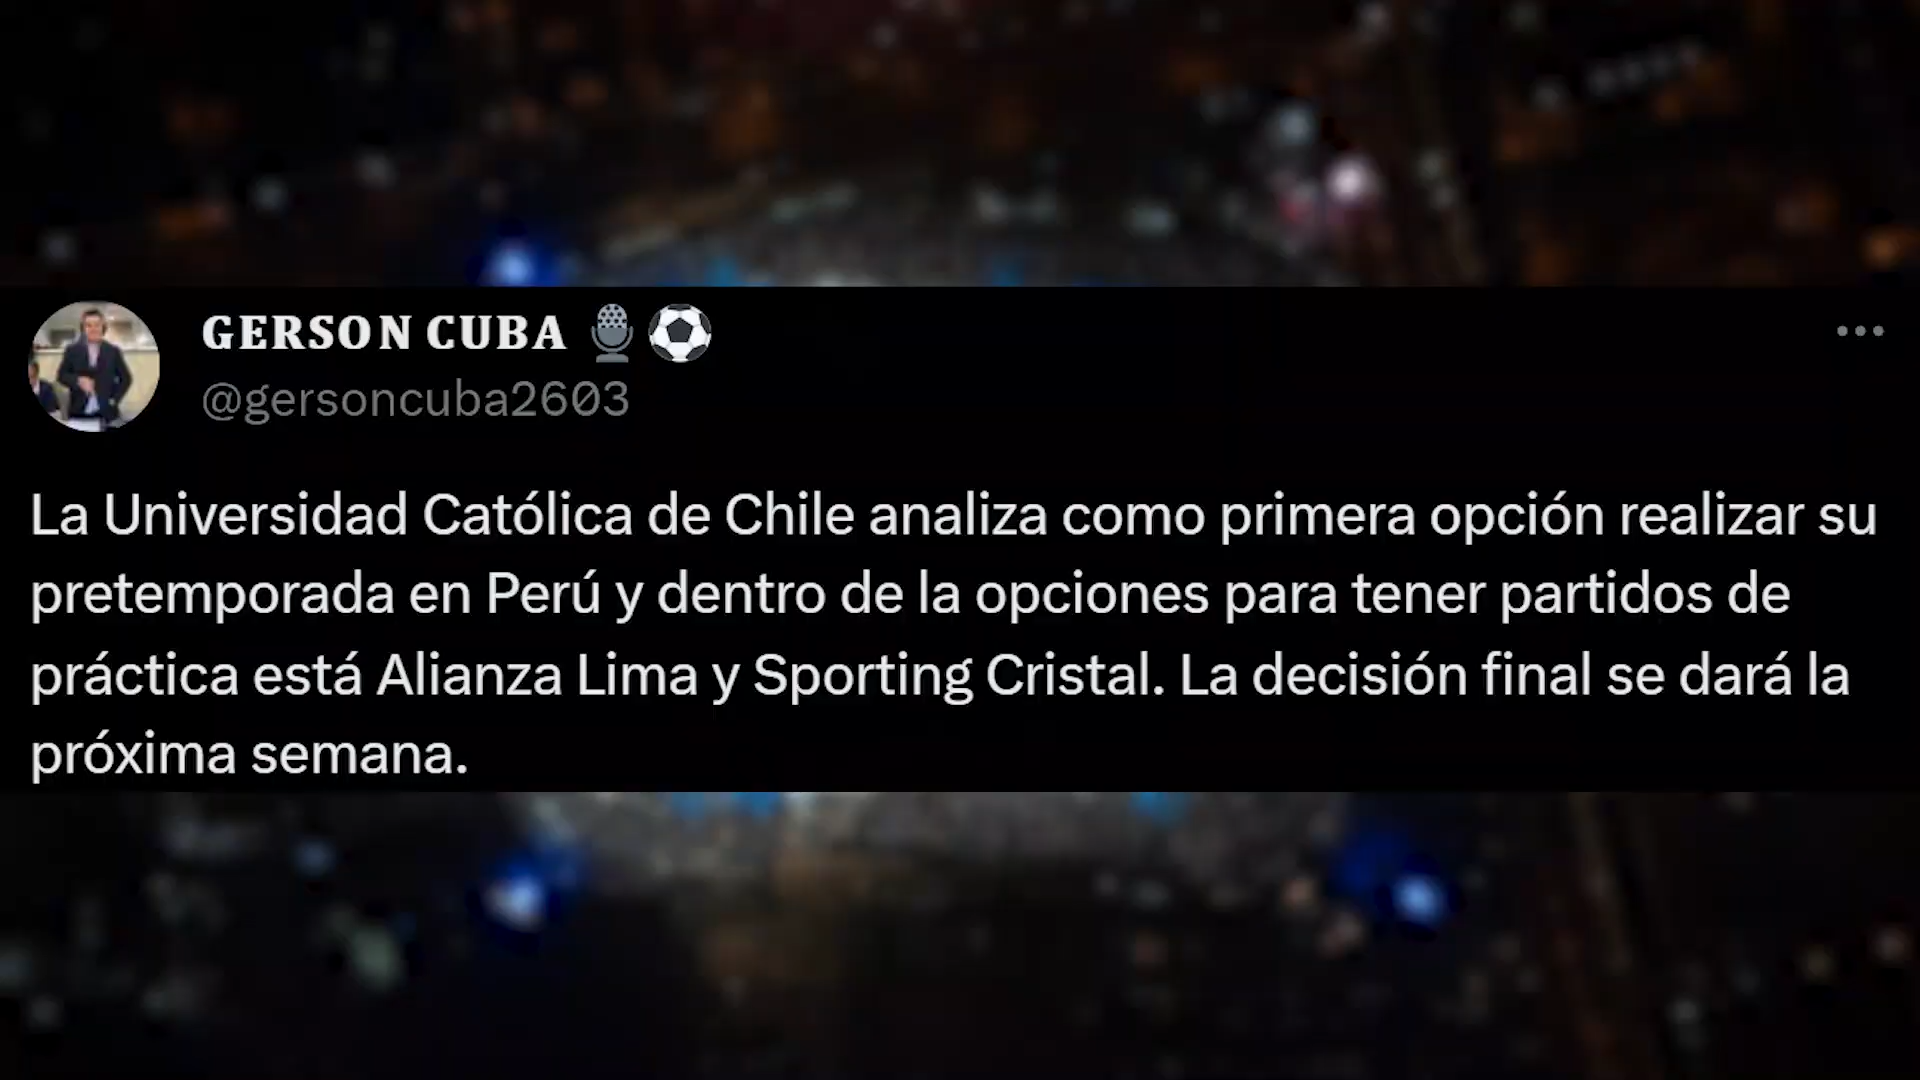 GERSON CUBA 🎙️⚽
@gersoncuba2603
La Universidad Católica de Chile analiza como primera opción realizar su
pretemporada en Perú y dentro de la opciones para tener partidos de
práctica está Alianza Lima y Sporting Cristal. La decisión final se dará la
próxima semana.